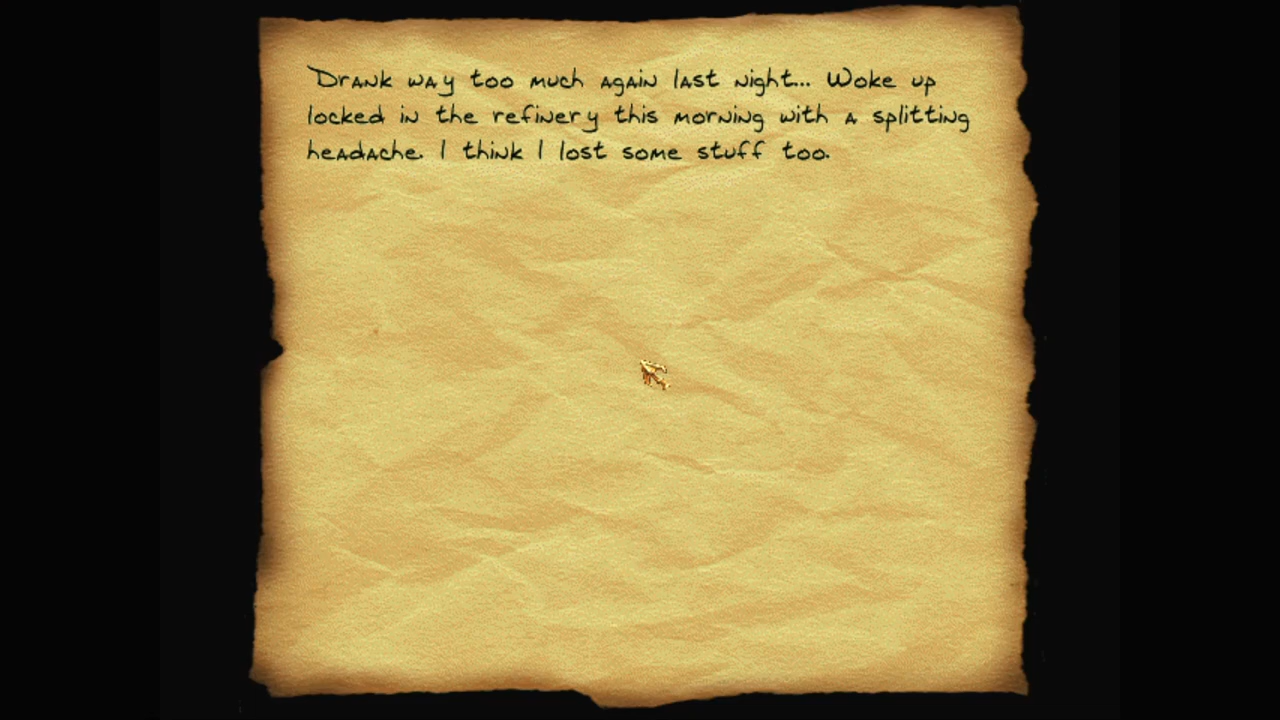 Drank way too much again last night... Woke up
locked in the refinery this morning with a splitting
headache. I think I lost some stuff too.